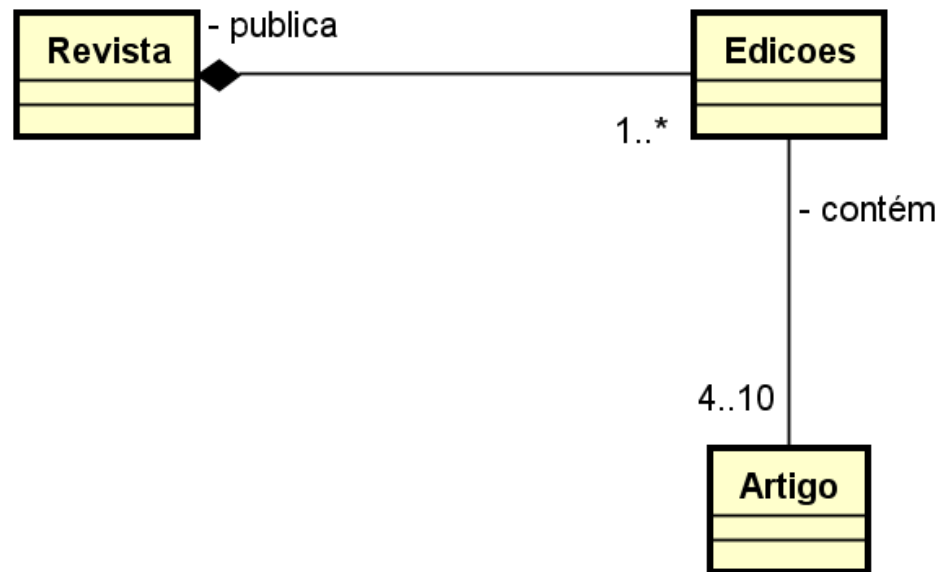 Revista
- publica
Edicoes
1..*
- contém
4..10
Artigo